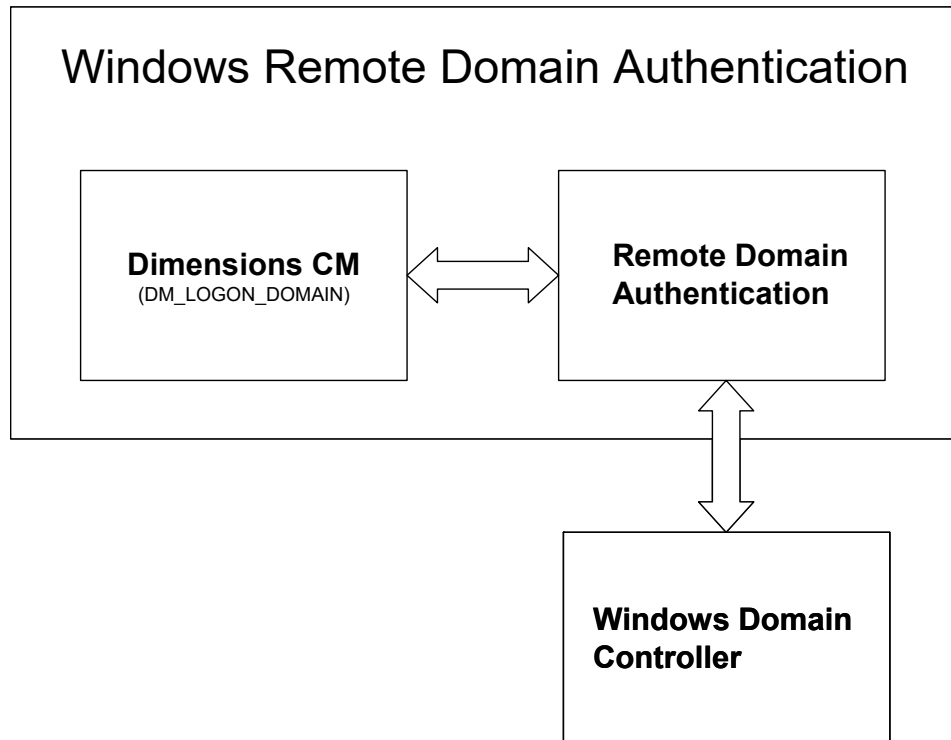 Windows Remote Domain Authentication
Dimensions CM
(DM_LOGON_DOMAIN)
Remote Domain
Authentication
Windows Domain
Controller